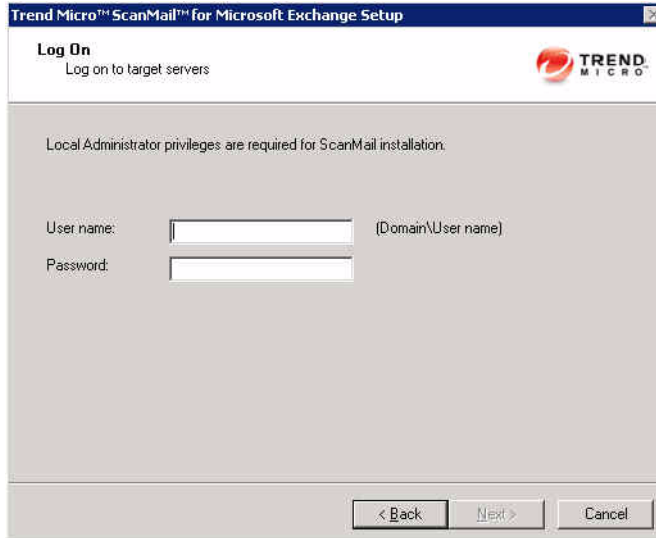 Trend Micro™ ScanMail™ for Microsoft Exchange Setup
Log On
Log on to target servers
TREND
MICRO
Local Administrator privileges are required for ScanMail installation.
User name: (Domain\User name)
Password:
< Back Next > Cancel